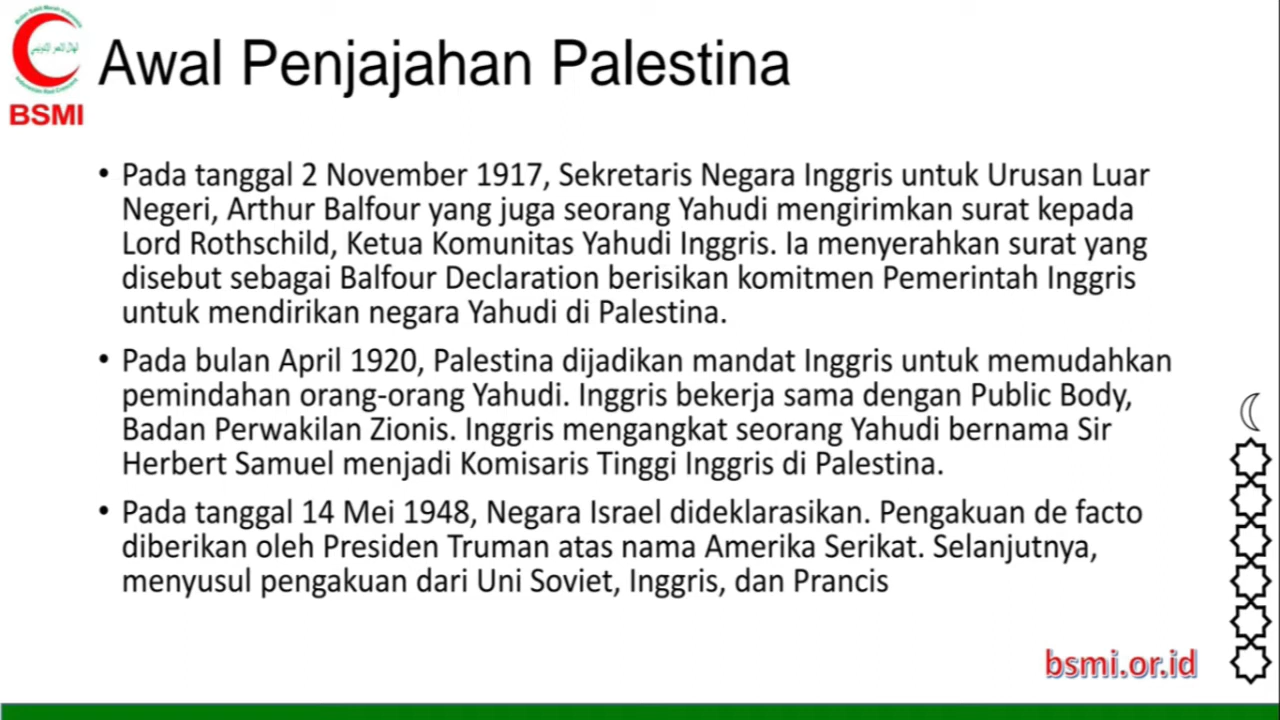 BSMI
Awal Penjajahan Palestina
• Pada tanggal 2 November 1917, Sekretaris Negara Inggris untuk Urusan Luar
Negeri, Arthur Balfour yang juga seorang Yahudi mengirimkan surat kepada
Lord Rothschild, Ketua Komunitas Yahudi Inggris. Ia menyerahkan surat yang
disebut sebagai Balfour Declaration berisikan komitmen Pemerintah Inggris
untuk mendirikan negara Yahudi di Palestina.
• Pada bulan April 1920, Palestina dijadikan mandat Inggris untuk memudahkan
pemindahan orang-orang Yahudi. Inggris bekerja sama dengan Public Body,
Badan Perwakilan Zionis. Inggris mengangkat seorang Yahudi bernama Sir
Herbert Samuel menjadi Komisaris Tinggi Inggris di Palestina.
• Pada tanggal 14 Mei 1948, Negara Israel dideklarasikan. Pengakuan de facto
diberikan oleh Presiden Truman atas nama Amerika Serikat. Selanjutnya,
menyusul pengakuan dari Uni Soviet, Inggris, dan Prancis
bsmi.or.id